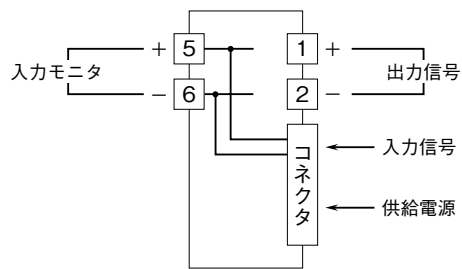 入力モニタ
+ 5
− 6
1 +
2 −
出力信号
コネクタ
入力信号
供給電源